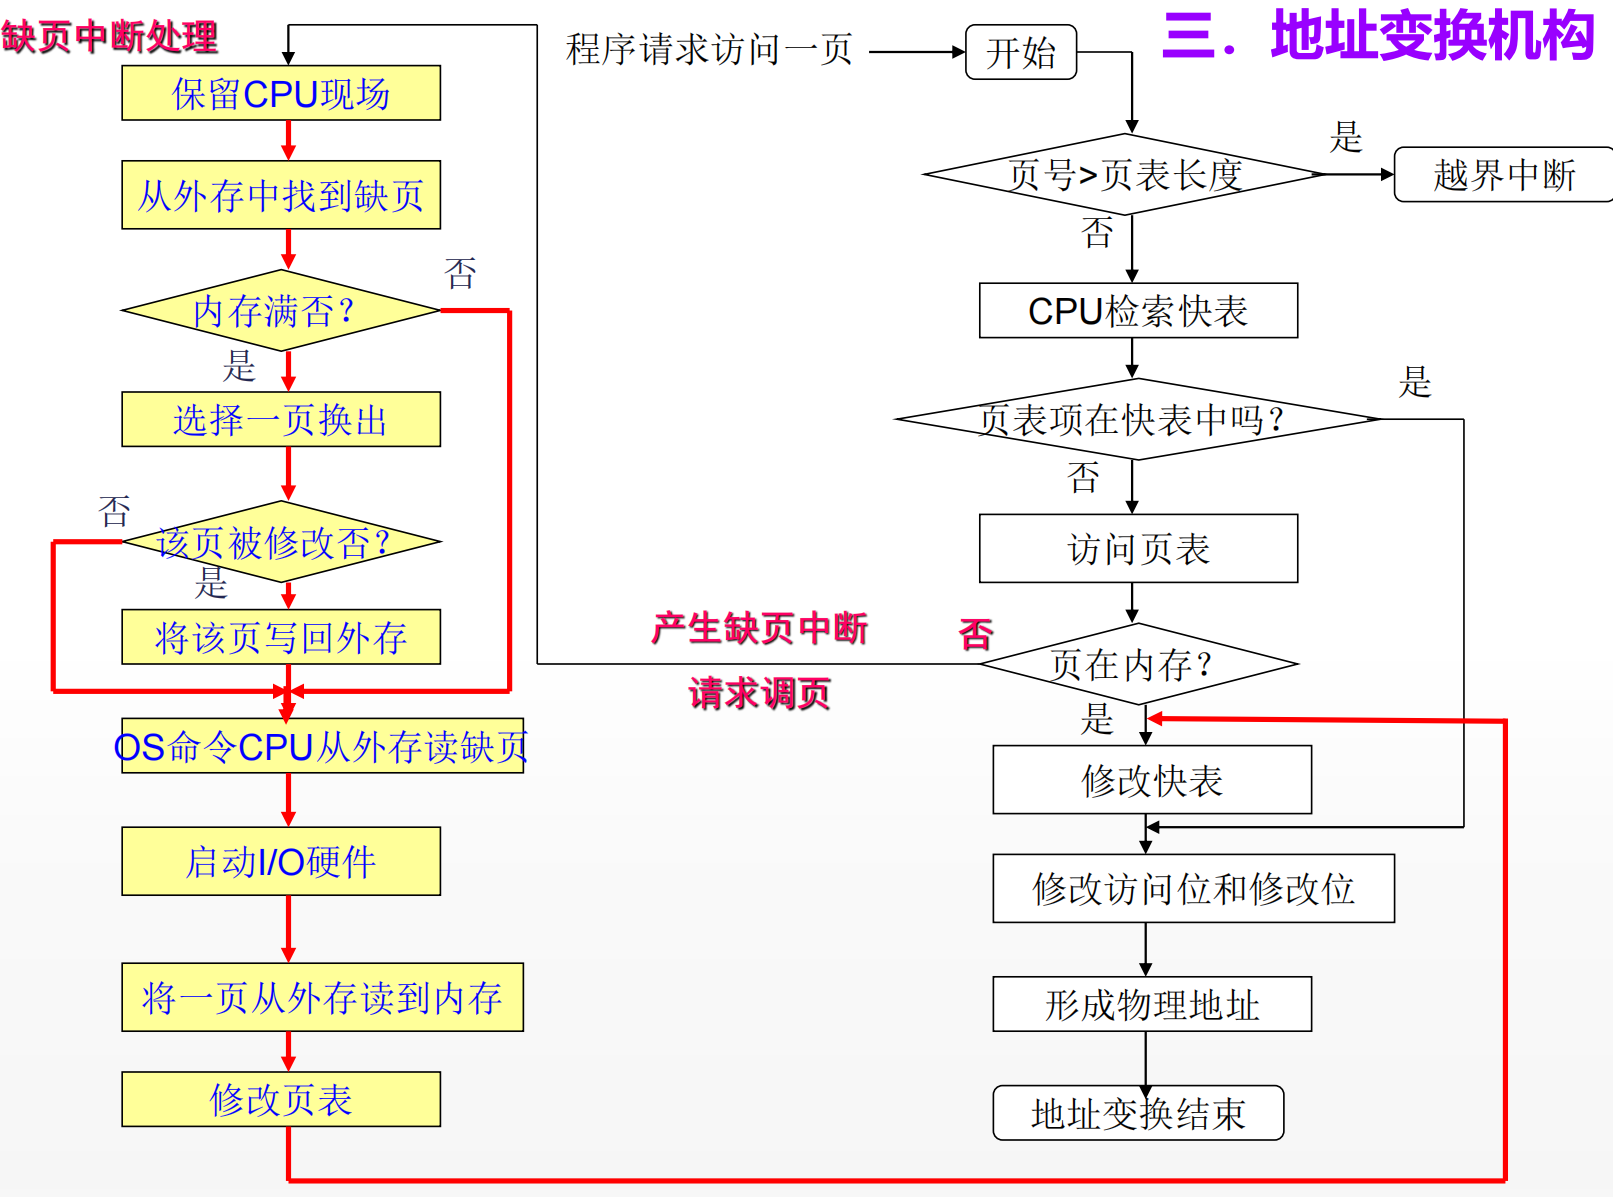 三．地址变换机构
缺页中断处理
保留CPU现场
从外存中找到缺页
内存满否？
否
是
选择一页换出
该页被修改否？
否
是
将该页写回外存
OS命令CPU从外存读缺页
启动I/O硬件
将一页从外存读到内存
修改页表
程序请求访问一页
开始
页号>页表长度
是
越界中断
否
CPU检索快表
页表项在快表中吗？
是
否
访问页表
页在内存？
否
产生缺页中断
请求调页
是
修改快表
修改访问位和修改位
形成物理地址
地址变换结束